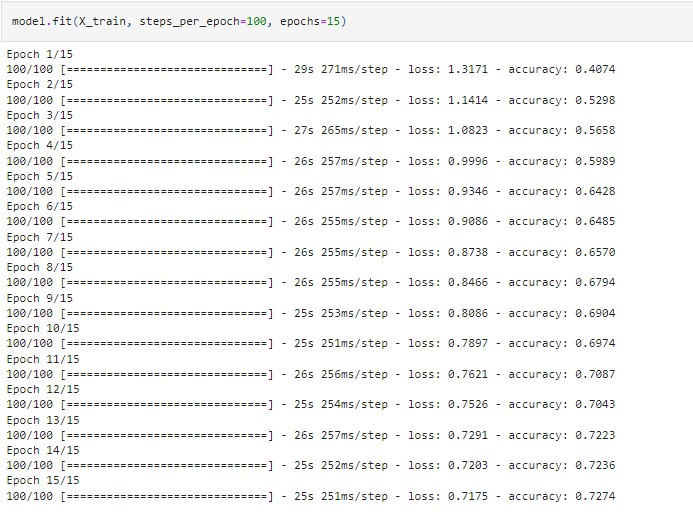 model.fit(X_train, steps_per_epoch=100, epochs=15)
Epoch 1/15
100/100 [==============================] - 29s 271ms/step - loss: 1.3171 - accuracy: 0.4074
Epoch 2/15
100/100 [==============================] - 25s 252ms/step - loss: 1.1414 - accuracy: 0.5298
Epoch 3/15
100/100 [==============================] - 27s 265ms/step - loss: 1.0823 - accuracy: 0.5658
Epoch 4/15
100/100 [==============================] - 26s 257ms/step - loss: 0.9996 - accuracy: 0.5989
Epoch 5/15
100/100 [==============================] - 26s 257ms/step - loss: 0.9346 - accuracy: 0.6428
Epoch 6/15
100/100 [==============================] - 26s 255ms/step - loss: 0.9086 - accuracy: 0.6485
Epoch 7/15
100/100 [==============================] - 26s 255ms/step - loss: 0.8738 - accuracy: 0.6570
Epoch 8/15
100/100 [==============================] - 26s 255ms/step - loss: 0.8466 - accuracy: 0.6794
Epoch 9/15
100/100 [==============================] - 25s 253ms/step - loss: 0.8086 - accuracy: 0.6904
Epoch 10/15
100/100 [==============================] - 25s 251ms/step - loss: 0.7897 - accuracy: 0.6974
Epoch 11/15
100/100 [==============================] - 26s 256ms/step - loss: 0.7621 - accuracy: 0.7087
Epoch 12/15
100/100 [==============================] - 25s 254ms/step - loss: 0.7526 - accuracy: 0.7043
Epoch 13/15
100/100 [==============================] - 26s 257ms/step - loss: 0.7291 - accuracy: 0.7223
Epoch 14/15
100/100 [==============================] - 25s 252ms/step - loss: 0.7203 - accuracy: 0.7236
Epoch 15/15
100/100 [==============================] - 25s 251ms/step - loss: 0.7175 - accuracy: 0.7274